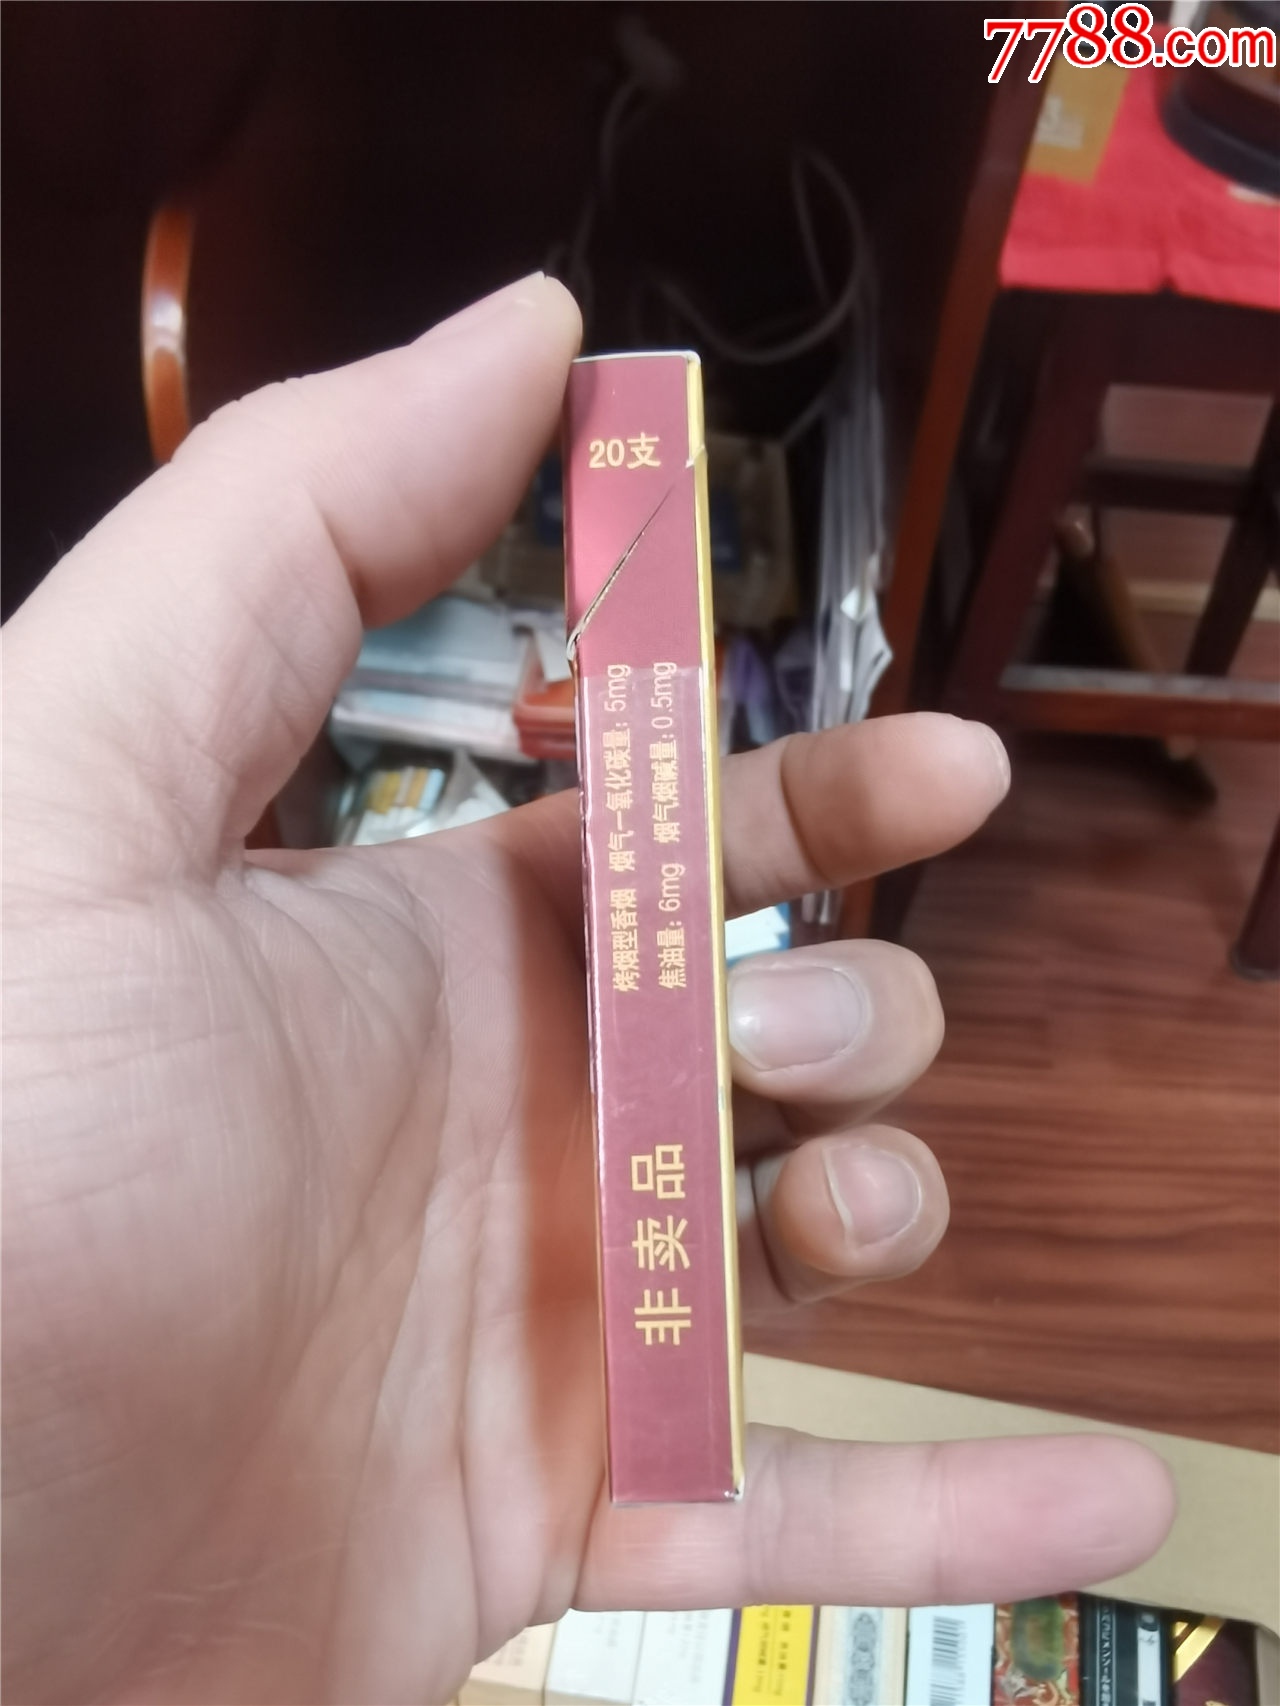 7788.com
20支
烤烟型香烟 烟气一氧化碳量：5mg
焦油量：6mg 烟气烟碱量：0.5mg
非卖品